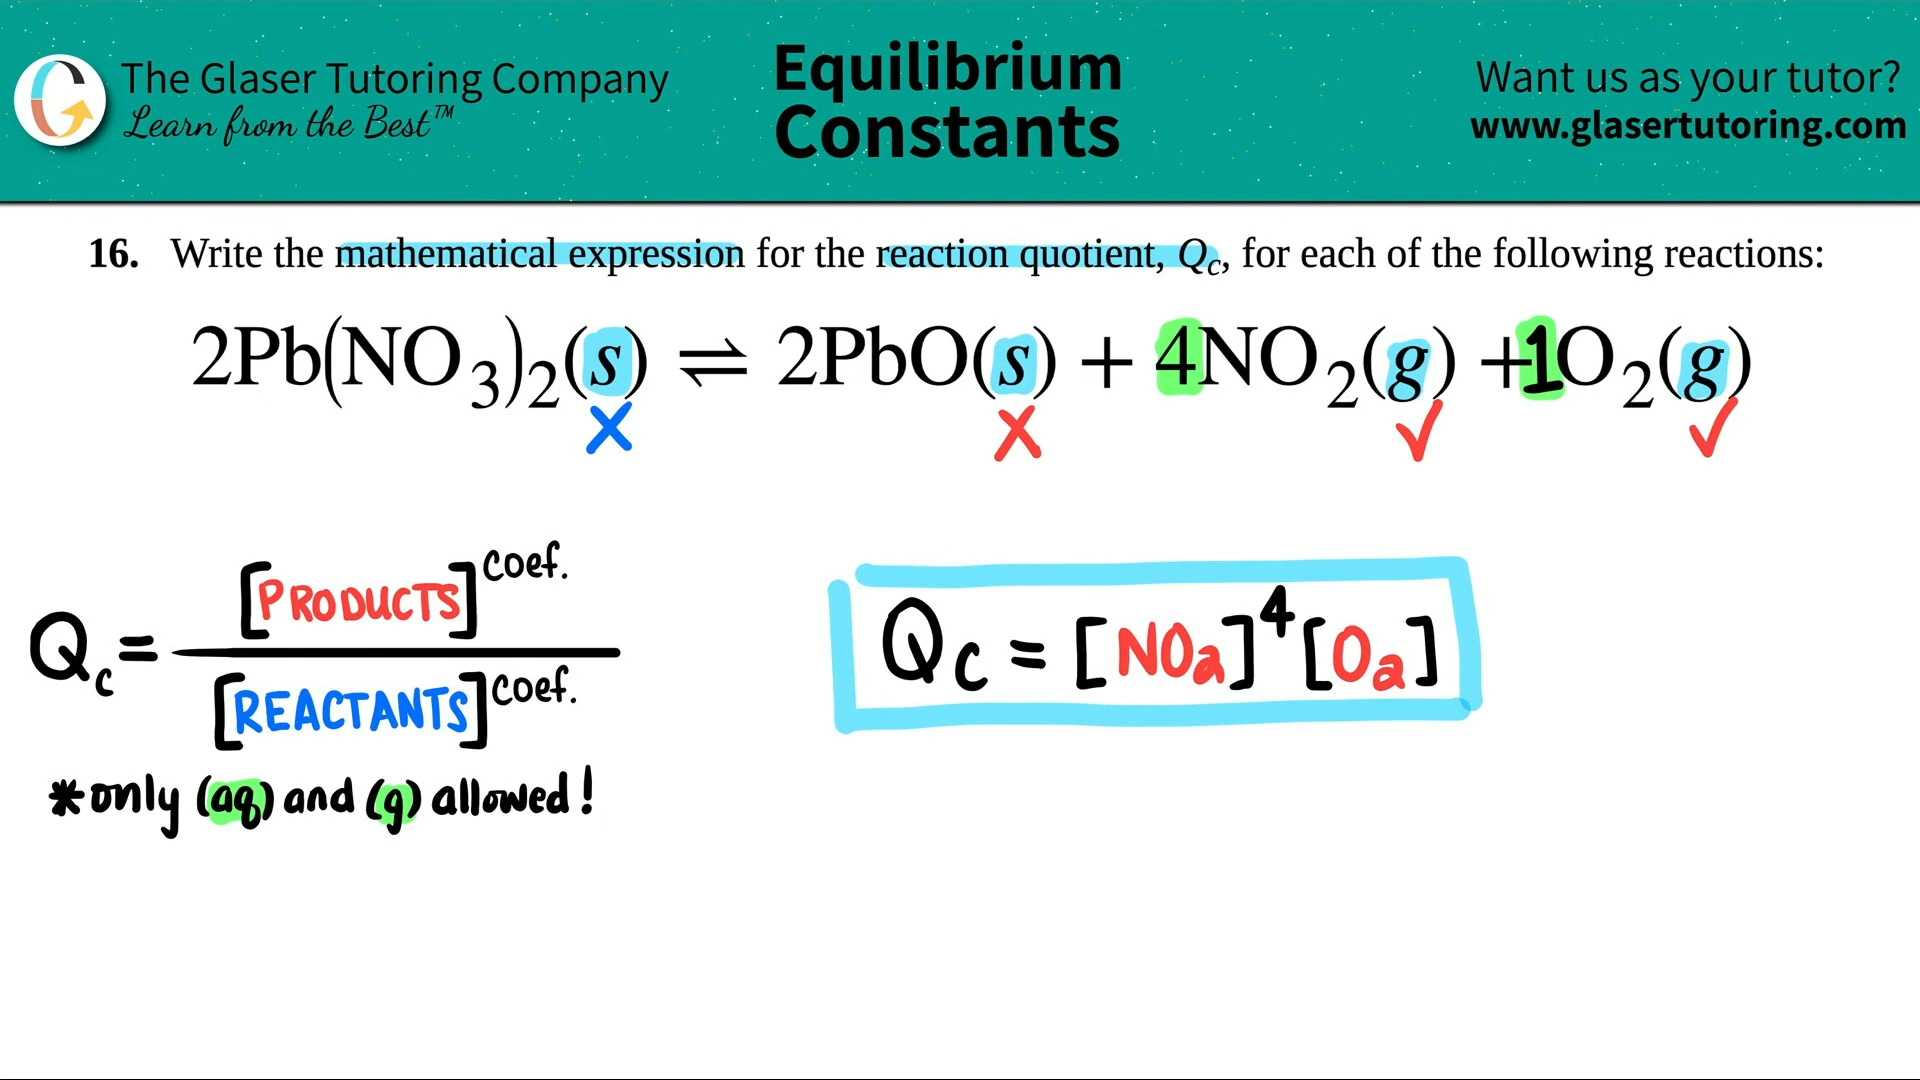 The Glaser Tutoring Company
Learn from the Best™
Equilibrium
Constants
Want us as your tutor?
www.glasertutoring.com
16. Write the mathematical expression for the reaction quotient, Qc, for each of the following reactions:
2Pb(NO₃)₂(s) ⇌ 2PbO(s) + 4NO₂(g) + 1O₂(g)
X X ✓ ✓
Qc = [PRODUCTS]^coef. / [REACTANTS]^coef.
*only (aq) and (g) allowed!
Qc = [NO₂]⁴[O₂]